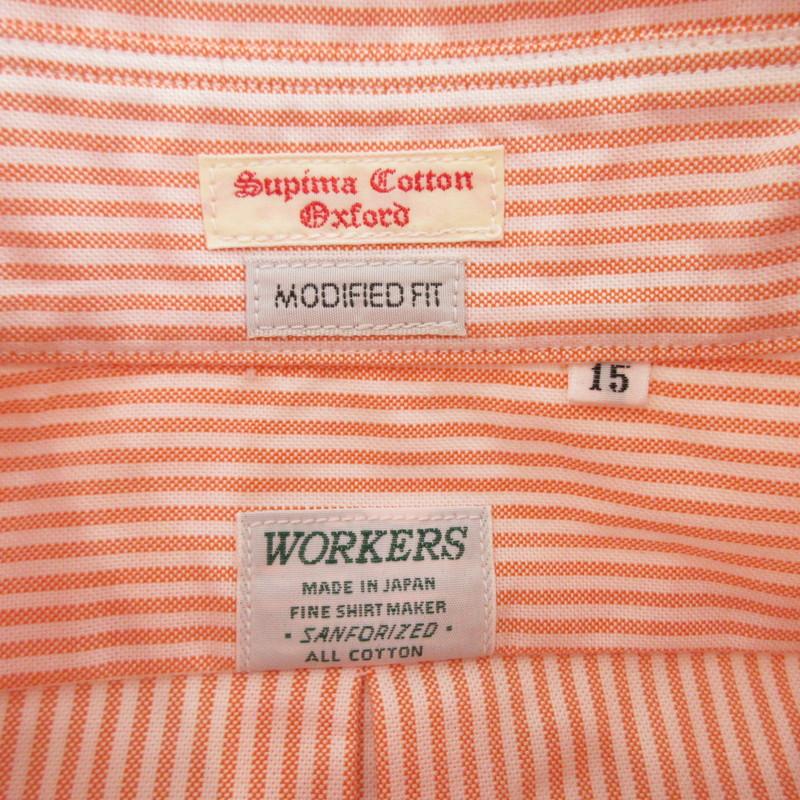 Supima Cotton
Oxford
MODIFIED FIT
15
WORKERS
MADE IN JAPAN
FINE SHIRT MAKER
• SANFORIZED •
ALL COTTON